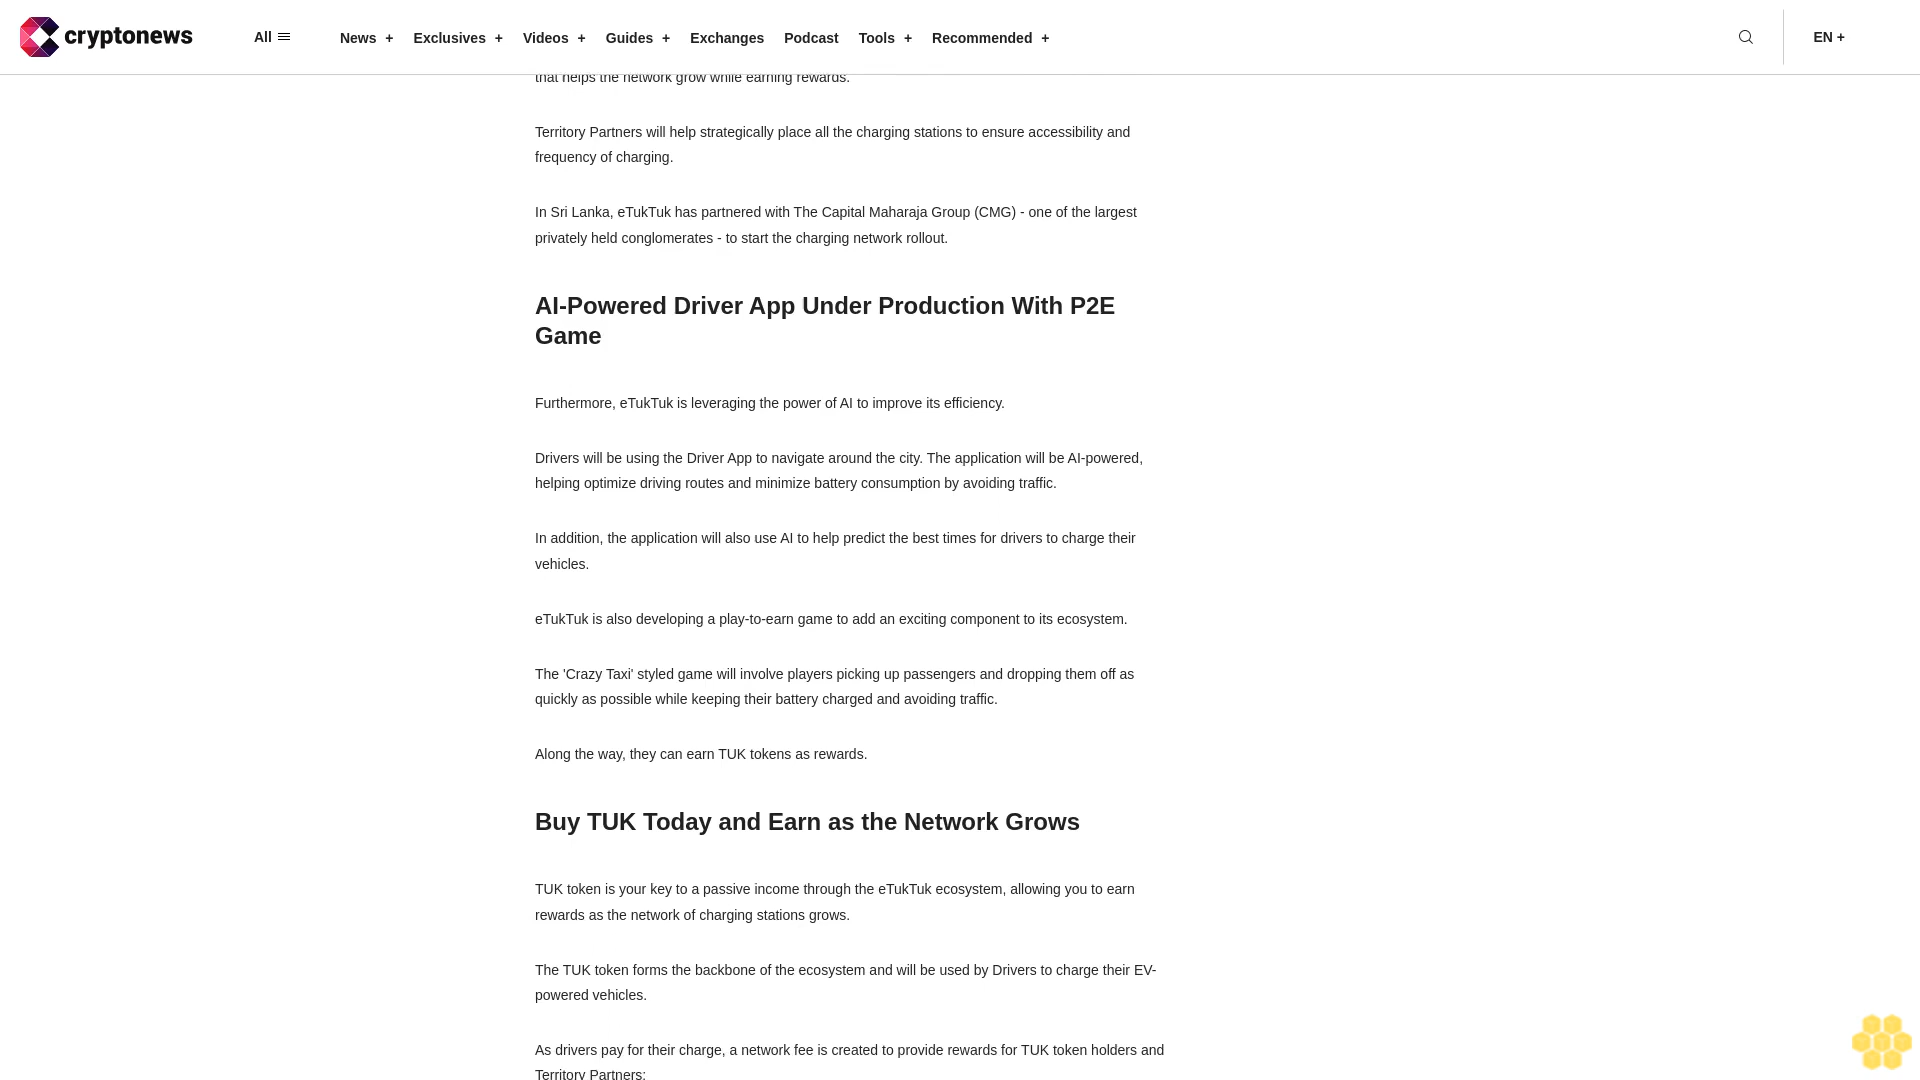 cryptonews All News + Exclusives + Videos + Guides + Exchanges Podcast Tools + Recommended + EN +
that helps the network grow while earning rewards.
Territory Partners will help strategically place all the charging stations to ensure accessibility and
frequency of charging.
In Sri Lanka, eTukTuk has partnered with The Capital Maharaja Group (CMG) - one of the largest
privately held conglomerates - to start the charging network rollout.
AI-Powered Driver App Under Production With P2E
Game
Furthermore, eTukTuk is leveraging the power of AI to improve its efficiency.
Drivers will be using the Driver App to navigate around the city. The application will be AI-powered,
helping optimize driving routes and minimize battery consumption by avoiding traffic.
In addition, the application will also use AI to help predict the best times for drivers to charge their
vehicles.
eTukTuk is also developing a play-to-earn game to add an exciting component to its ecosystem.
The 'Crazy Taxi' styled game will involve players picking up passengers and dropping them off as
quickly as possible while keeping their battery charged and avoiding traffic.
Along the way, they can earn TUK tokens as rewards.
Buy TUK Today and Earn as the Network Grows
TUK token is your key to a passive income through the eTukTuk ecosystem, allowing you to earn
rewards as the network of charging stations grows.
The TUK token forms the backbone of the ecosystem and will be used by Drivers to charge their EV-
powered vehicles.
As drivers pay for their charge, a network fee is created to provide rewards for TUK token holders and
Territory Partners: